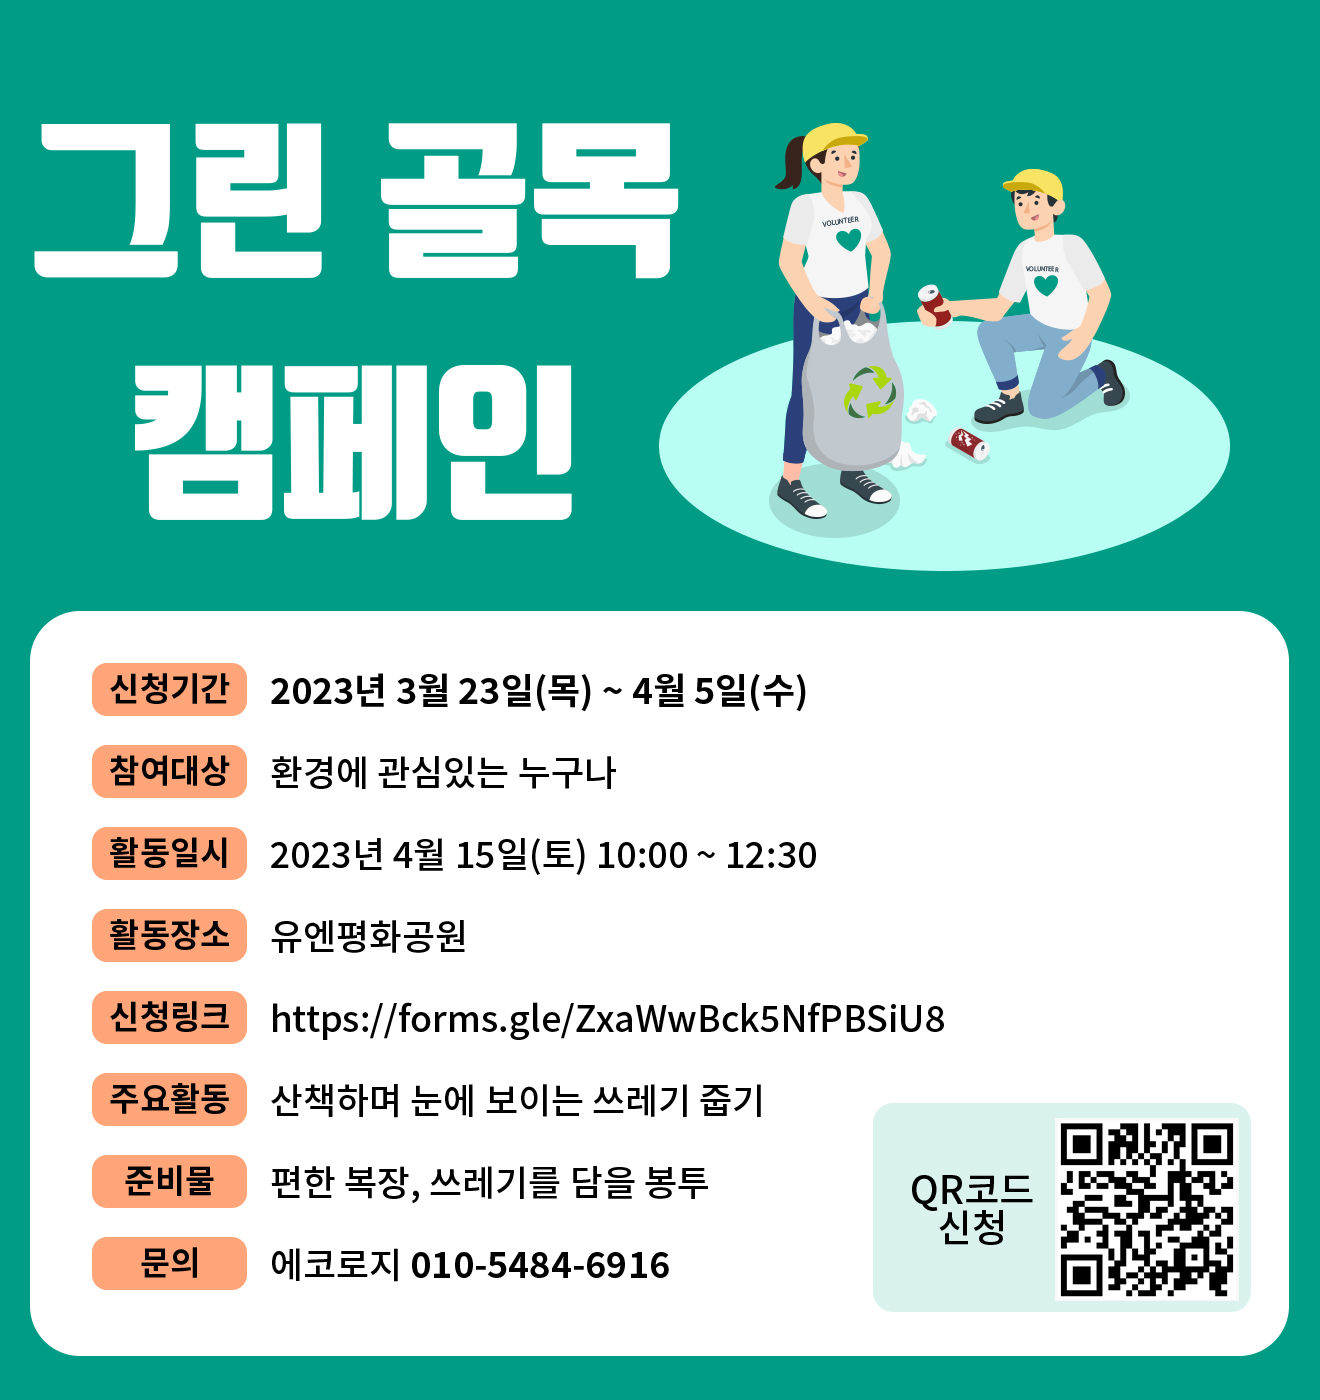 그린 골목
캠페인
VOLUNTEER
VOLUNTEER
신청기간 2023년 3월 23일(목) ~ 4월 5일(수)
참여대상 환경에 관심있는 누구나
활동일시 2023년 4월 15일(토) 10:00 ~ 12:30
활동장소 유엔평화공원
신청링크 https://forms.gle/ZxaWwBck5NfPBSiU8
주요활동 산책하며 눈에 보이는 쓰레기 줍기
준비물 편한 복장, 쓰레기를 담을 봉투
문의 에코로지 010-5484-6916
QR코드
신청